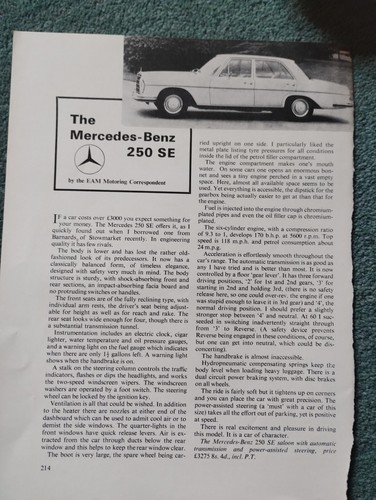 The
Mercedes-Benz
250 SE
by the EAM Motoring Correspondent
IF a car costs over £3000 you expect something for
your money. The Mercedes 250 SE offers it, as I
quickly found out when I borrowed one from
Barnards, of Stowmarket recently. In engineering
quality it has few rivals.
The body is lower and has lost the rather old-
fashioned look of its predecessors. It now has a
classically balanced form, of timeless elegance,
designed with safety very much in mind. The body
structure is sturdy, with shock-absorbing front and
rear sections, an impact-absorbing facia board and
no protruding switches or handles.
The front seats are of the fully reclining type, with
individual arm rests, the driver's seat being adjust-
able for height as well as for reach and rake. The
rear seat looks wide enough for four, though there is
a substantial transmission tunnel.
Instrumentation includes an electric clock, cigar
lighter, water temperature and oil pressure gauges,
and a warning light on the fuel gauge which indicates
when there are only 1½ gallons left. A warning light
shows when the handbrake is on.
A stalk on the steering column controls the traffic
indicators, flashes or dips the headlights, and works
the two-speed windscreen wipers. The windscreen
washers are operated by a foot switch. The steering
wheel can be locked by the ignition key.
Ventilation is all that could be wished. In addition
to the heater there are nozzles at either end of the
dashboard which can be used to admit cool air or to
demist the side windows. The quarter-lights in the
front windows have quick release levers. Air is ex-
tracted from the car through ducts below the rear
window and this helps to keep the rear window clear.
The boot is very large, the spare wheel being car-
ried upright on one side. I particularly liked the
metal plate listing tyre pressures for all conditions
inside the lid of the petrol filler compartment.
The engine compartment makes one's mouth
water. On some cars one opens an enormous bon-
net and sees a tiny engine perched in a vast empty
space. Here, almost all available space seems to be
used. Yet everything is accessible, the dipstick for the
gearbox being actually easier to get at than that for
the engine.
Fuel is injected into the engine through chromium-
plated pipes and even the oil filler cap is chromium-
plated.
The six-cylinder engine, with a compression ratio
of 9.3 to 1, develops 170 b.h.p. at 5600 r.p.m. Top
speed is 118 m.p.h. and petrol consumption about
24 m.p.g.
Acceleration is effortlessly smooth throughout the
car's range. The automatic transmission is as good as
any I have tried and is better than most. It is now
controlled by a floor 'gear lever'. It has three forward
driving positions, '2' for 1st and 2nd gears, '3' for
starting in 2nd and holding 3rd, there is no safety
release here, so one could over-rev. the engine if one
was stupid enough to leave it in 3rd gear) and '4', the
normal driving position. I should prefer a slightly
stronger stop between '4' and neutral. At 60 I suc-
ceeded in switching inadvertently straight through
from '3' to Reverse. (A safety device prevents
Reverse being engaged in these conditions, of course,
but one can get into neutral, which could be dis-
concerting).
The handbrake is almost inaccessible.
Hydropneumatic compensating springs keep the
body level when loading heavy luggage. There is a
dual circuit power braking system, with disc brakes
on all wheels.
The ride is fairly soft but it tightens up on corners
and you can place the car with great precision. The
power-assisted steering (a 'must' with a car of this
size) takes all the effort out of parking, yet is positive
at speed.
There is real excitement and pleasure in driving
this model. It is a car of character.
The Mercedes-Benz 250 SE saloon with automatic
transmission and power-assisted steering, price
£3275 8s. 4d., incl. P.T.
214